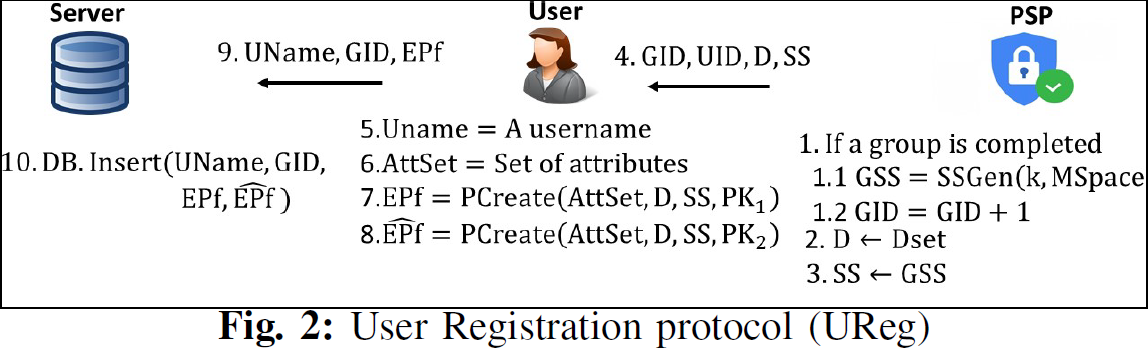 Server
User
PSP
9. UName, GID, EPf
4. GID, UID, D, SS
10. DB. Insert(UName, GID,
EPf, \widehat{EPf} )
5.Uname = A username
6.AttSet = Set of attributes
7.EPf = PCreate(AttSet, D, SS, PK₁)
8.\widehat{EPf} = PCreate(AttSet, D, SS, PK₂)
1. If a group is completed
1.1 GSS = SSGen(k, MSpace
1.2 GID = GID + 1
2. D ← Dset
3. SS ← GSS
Fig. 2: User Registration protocol (UReg)